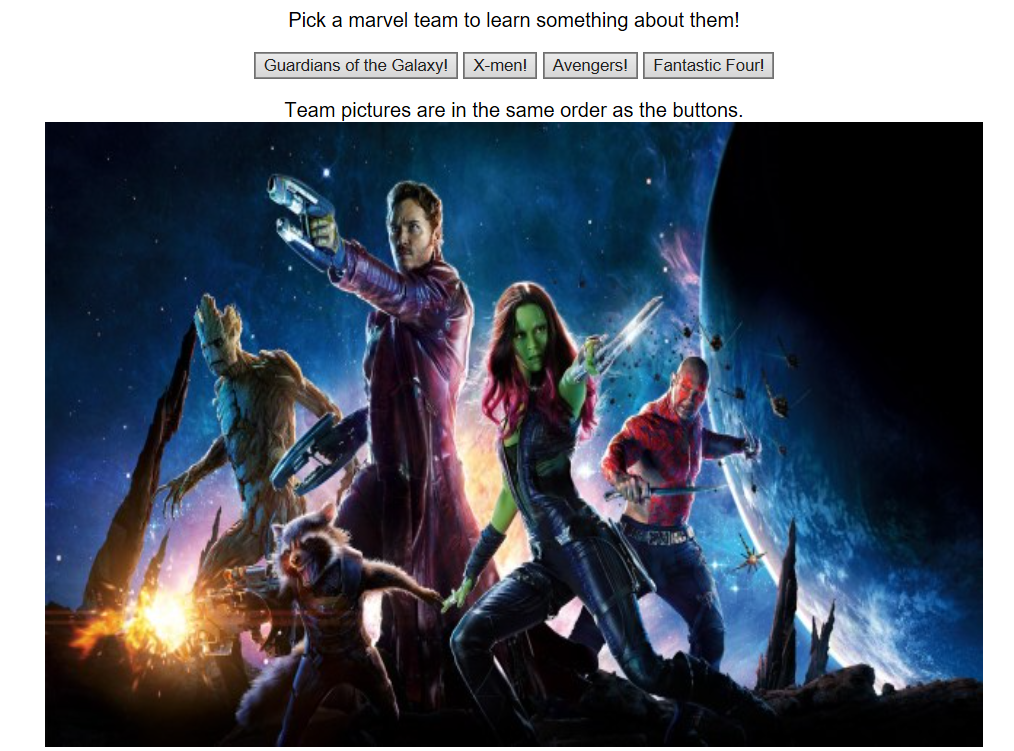 Pick a marvel team to learn something about them!
Guardians of the Galaxy! X-men! Avengers! Fantastic Four!
Team pictures are in the same order as the buttons.